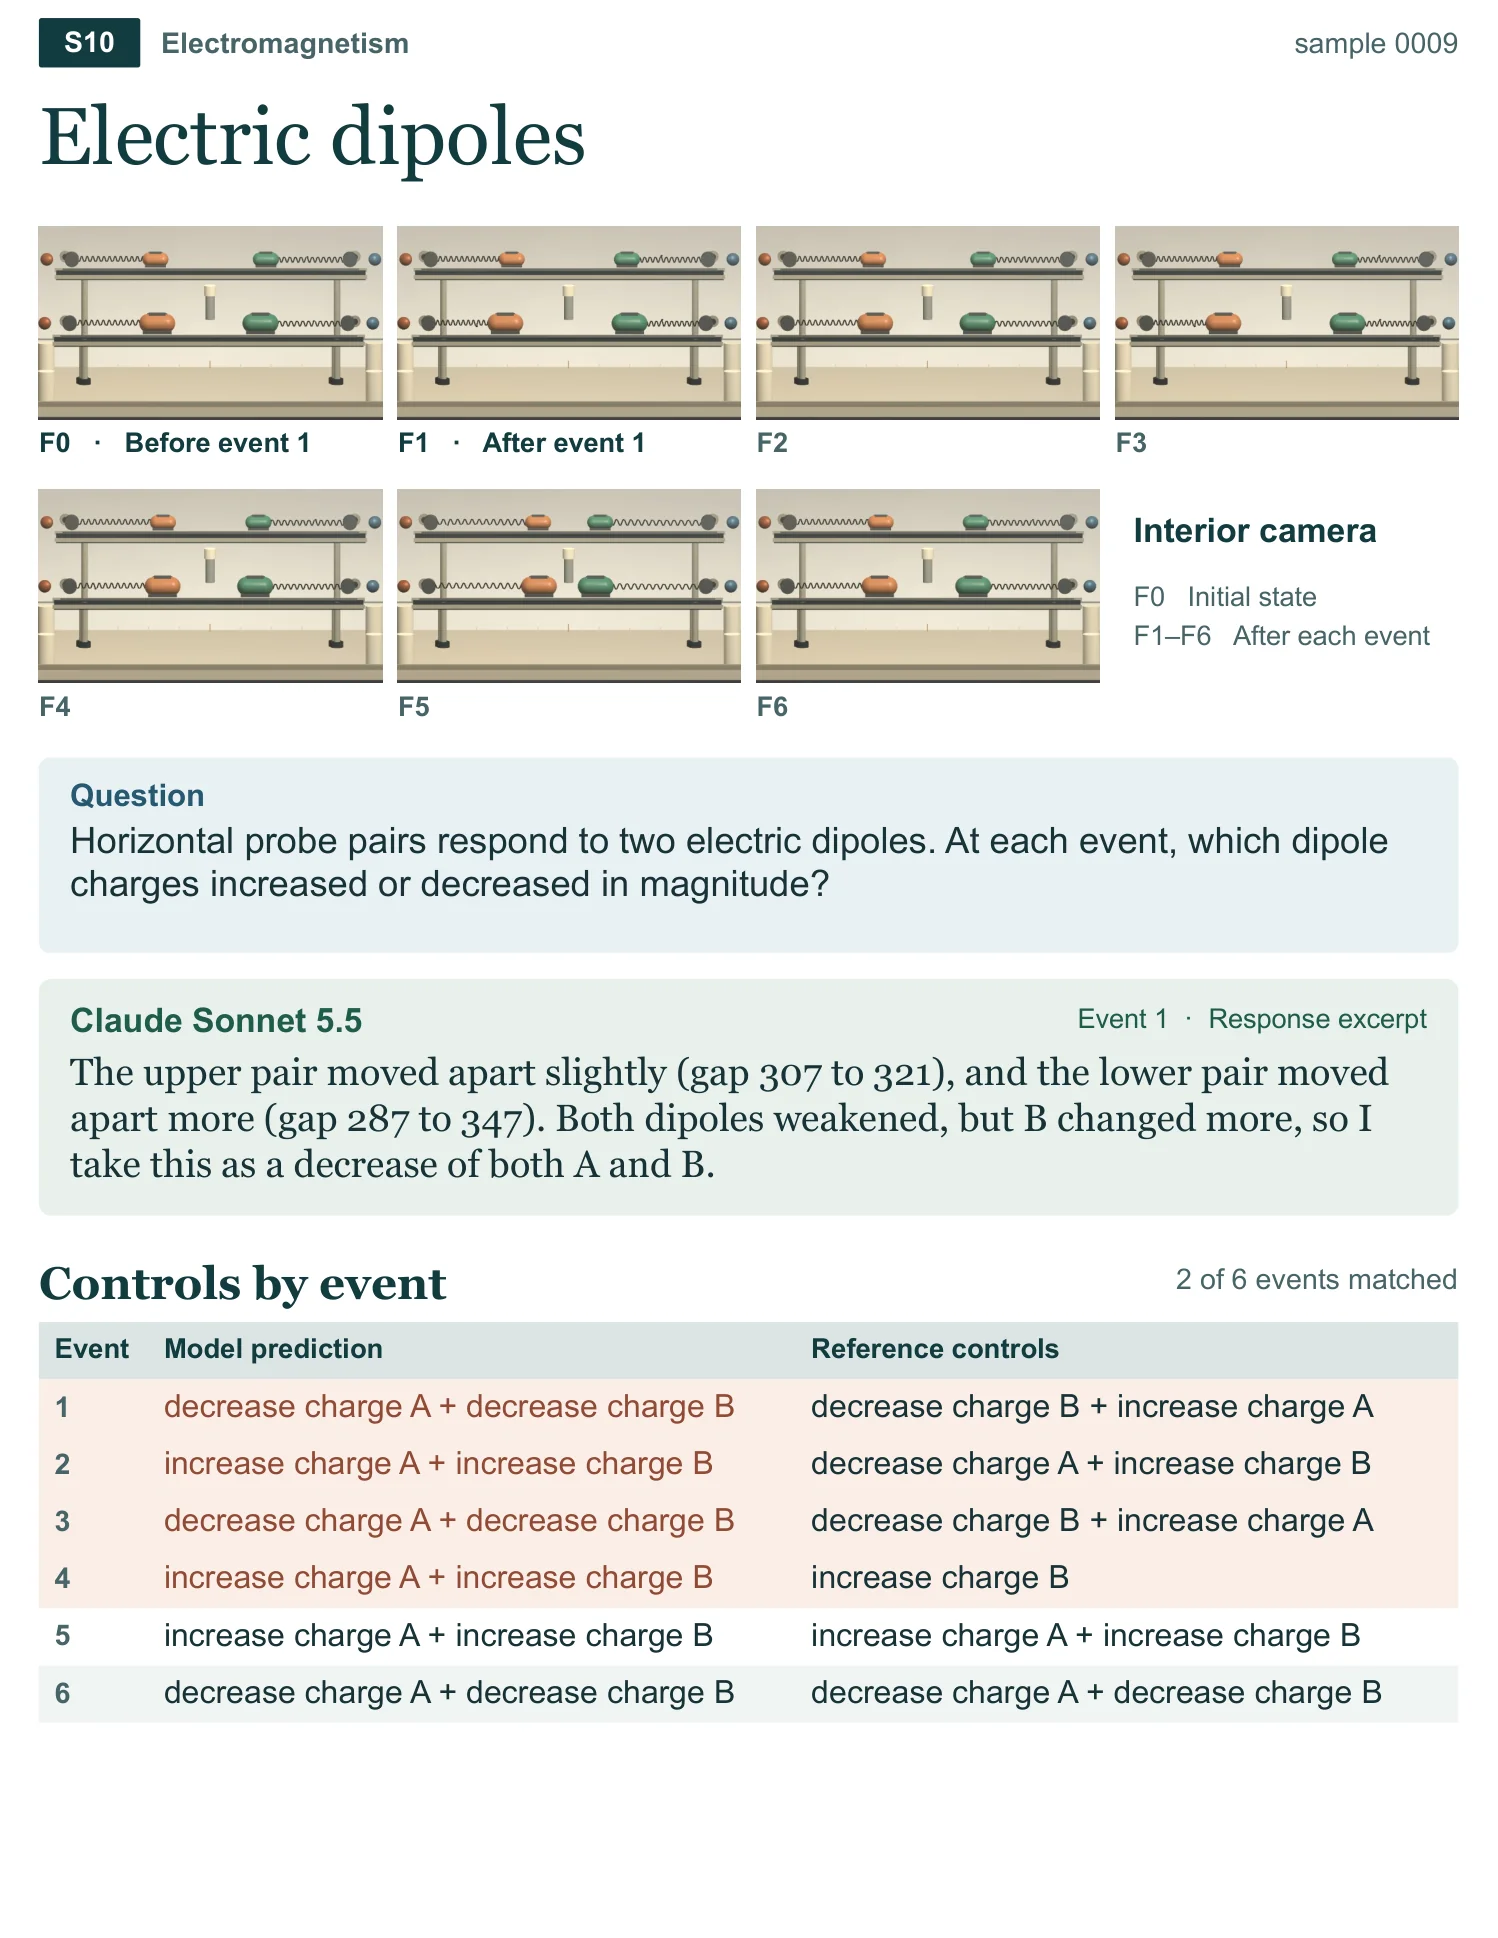 S10 Electromagnetism sample 0009
Electric dipoles
F0 · Before event 1
F1 · After event 1
F2
F3
F4
F5
F6
Interior camera
F0 Initial state
F1–F6 After each event
Question
Horizontal probe pairs respond to two electric dipoles. At each event, which dipole
charges increased or decreased in magnitude?
Claude Sonnet 5.5 Event 1 · Response excerpt
The upper pair moved apart slightly (gap 307 to 321), and the lower pair moved
apart more (gap 287 to 347). Both dipoles weakened, but B changed more, so I
take this as a decrease of both A and B.
Controls by event 2 of 6 events matched
Event Model prediction Reference controls
1 decrease charge A + decrease charge B decrease charge B + increase charge A
2 increase charge A + increase charge B decrease charge A + increase charge B
3 decrease charge A + decrease charge B decrease charge B + increase charge A
4 increase charge A + increase charge B increase charge B
5 increase charge A + increase charge B increase charge A + increase charge B
6 decrease charge A + decrease charge B decrease charge A + decrease charge B